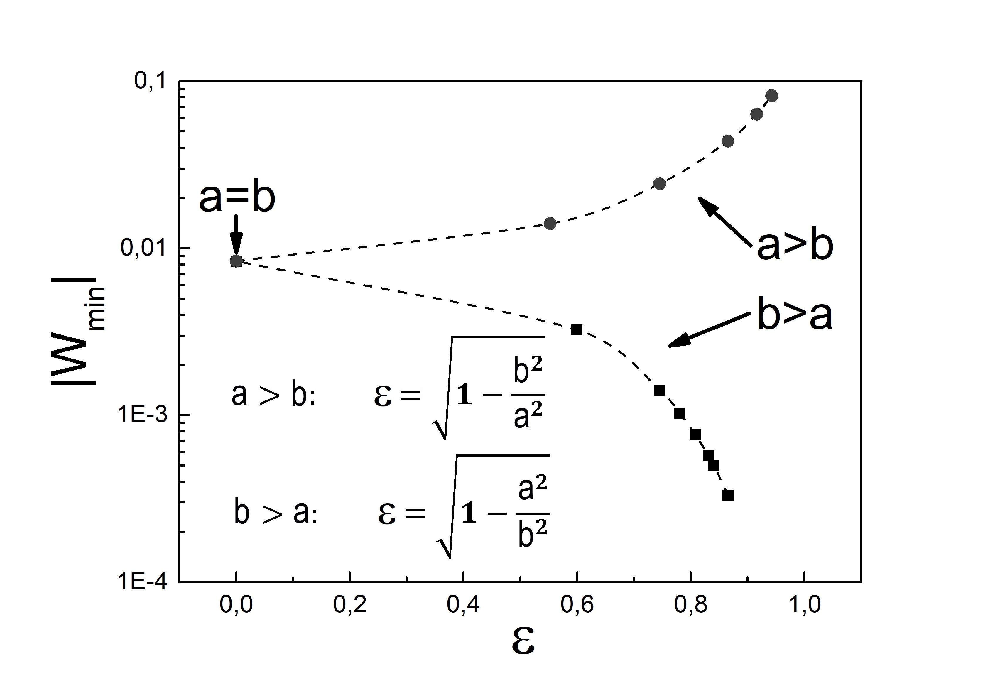 0,1
a=b
0,01
a>b
b>a
|W_min|
1E-3
a > b: ε = √(1 − b²/a²)
b > a: ε = √(1 − a²/b²)
1E-4
0,0 0,2 0,4 0,6 0,8 1,0
ε